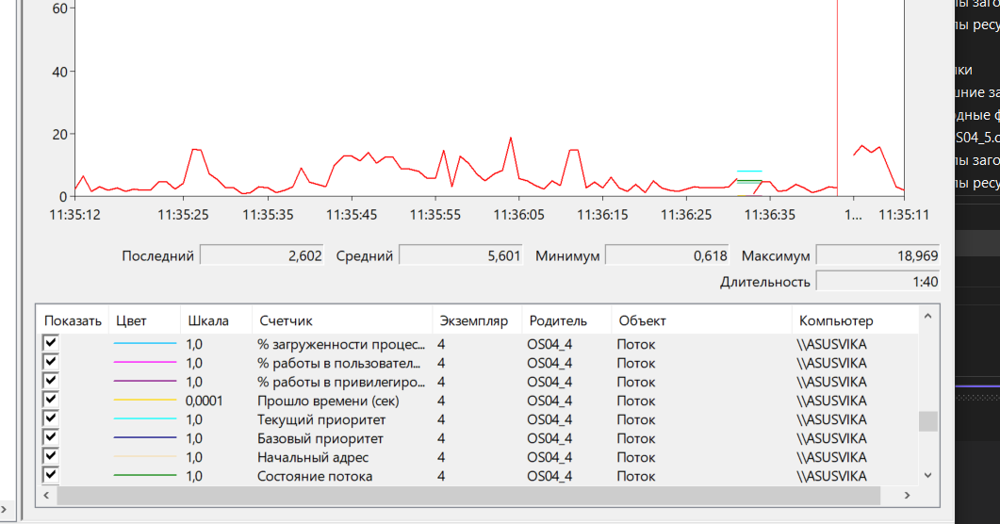 60
40
20
0
11:35:12 11:35:25 11:35:35 11:35:45 11:35:55 11:36:05 11:36:15 11:36:25 11:36:35 1... 11:35:11
Последний 2,602 Средний 5,601 Минимум 0,618 Максимум 18,969
Длительность 1:40
Показать Цвет Шкала Счетчик Экземпляр Родитель Объект Компьютер
1,0 % загруженности процес... 4 OS04_4 Поток \\ASUSVIKA
1,0 % работы в пользовател... 4 OS04_4 Поток \\ASUSVIKA
1,0 % работы в привилегиро... 4 OS04_4 Поток \\ASUSVIKA
0,0001 Прошло времени (сек) 4 OS04_4 Поток \\ASUSVIKA
1,0 Текущий приоритет 4 OS04_4 Поток \\ASUSVIKA
1,0 Базовый приоритет 4 OS04_4 Поток \\ASUSVIKA
1,0 Начальный адрес 4 OS04_4 Поток \\ASUSVIKA
1,0 Состояние потока 4 OS04_4 Поток \\ASUSVIKA
лы заго
лы ресу
ки
шние за
дные ф
S04_5.c
лы заго
лы ресу